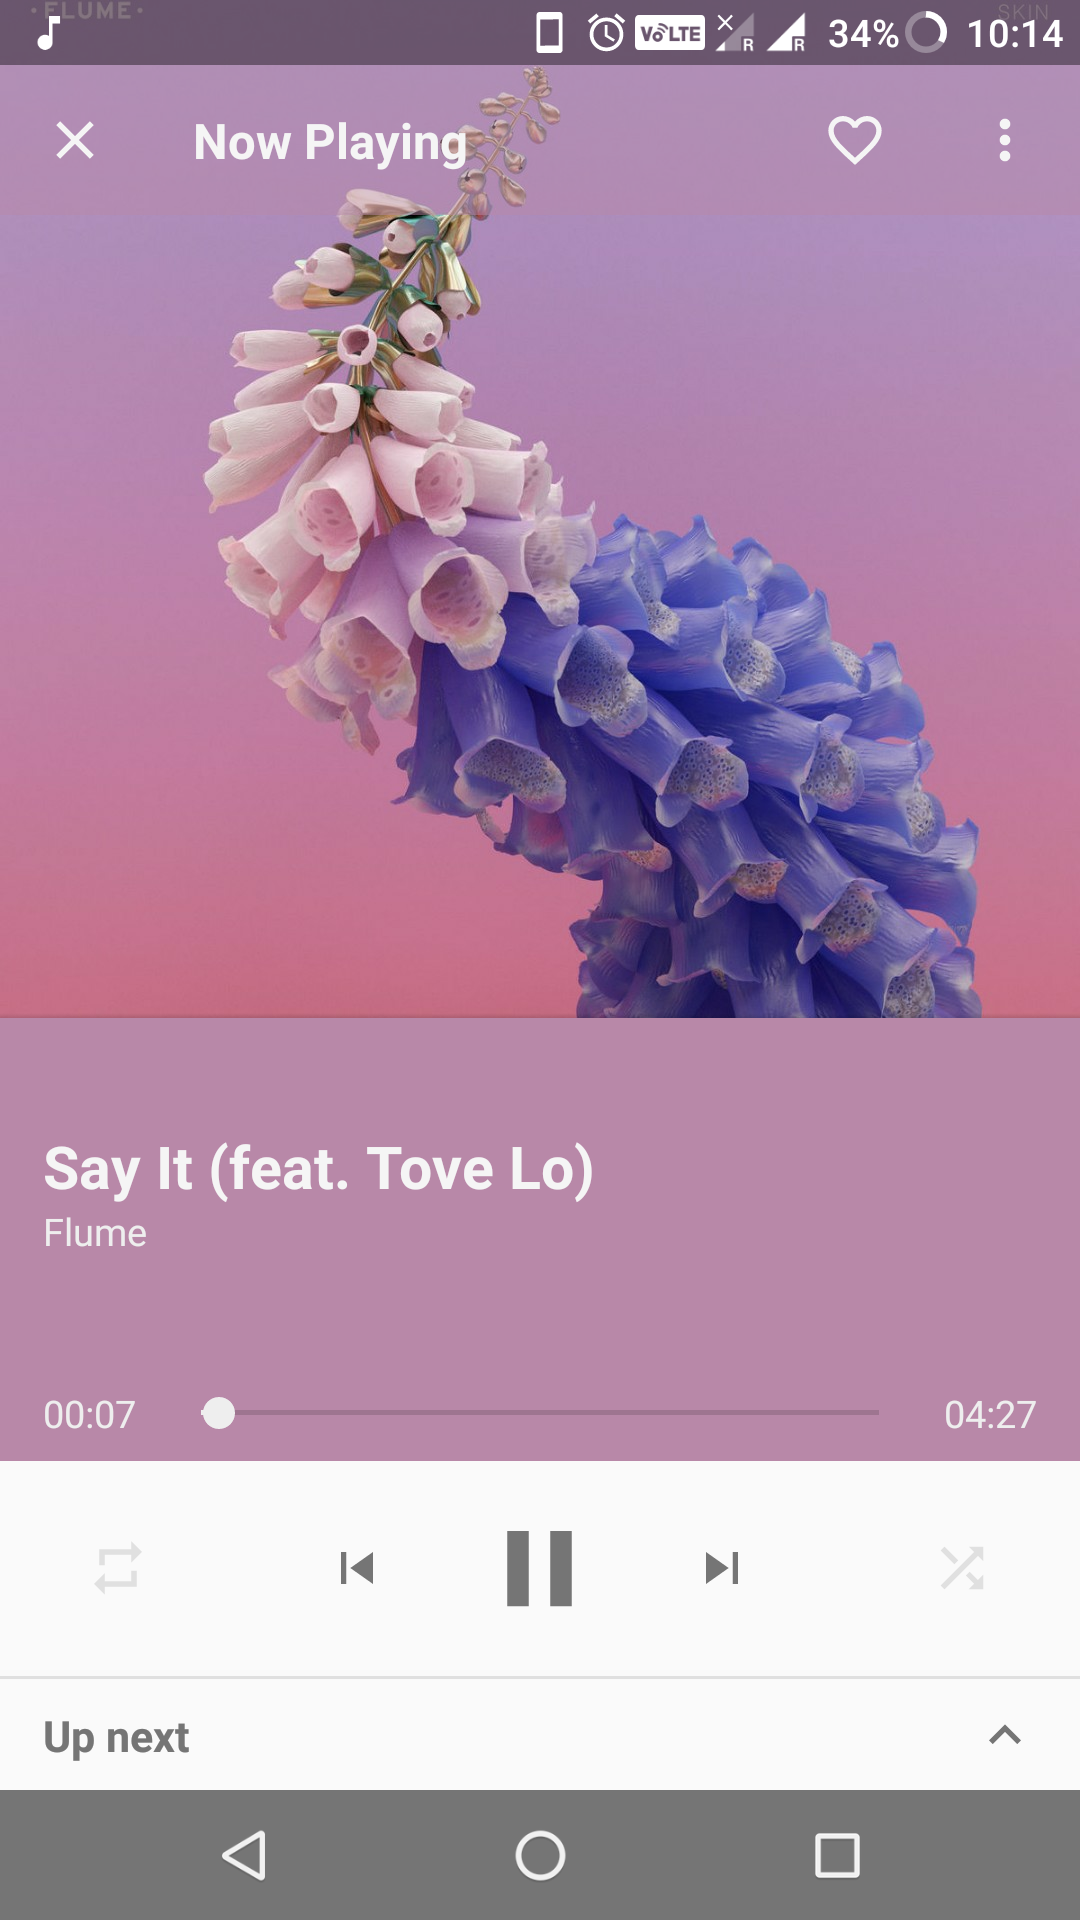 ·FLUME·
SKIN
VoLTE
R
R
34%
10:14
Now Playing
Say It (feat. Tove Lo)
Flume
00:07
04:27
Up next